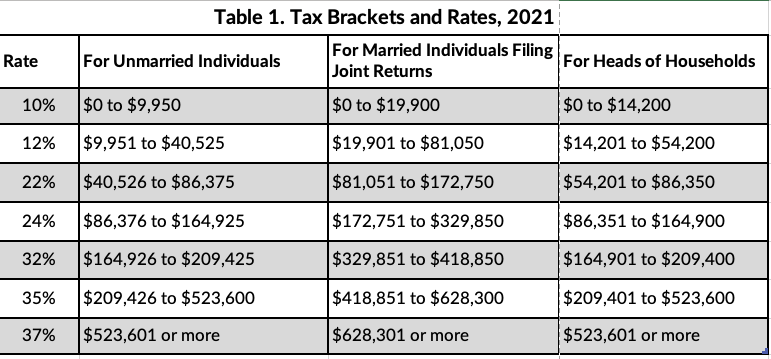 Table 1. Tax Brackets and Rates, 2021
Rate For Unmarried Individuals For Married Individuals Filing Joint Returns For Heads of Households
10% $0 to $9,950 $0 to $19,900 $0 to $14,200
12% $9,951 to $40,525 $19,901 to $81,050 $14,201 to $54,200
22% $40,526 to $86,375 $81,051 to $172,750 $54,201 to $86,350
24% $86,376 to $164,925 $172,751 to $329,850 $86,351 to $164,900
32% $164,926 to $209,425 $329,851 to $418,850 $164,901 to $209,400
35% $209,426 to $523,600 $418,851 to $628,300 $209,401 to $523,600
37% $523,601 or more $628,301 or more $523,601 or more